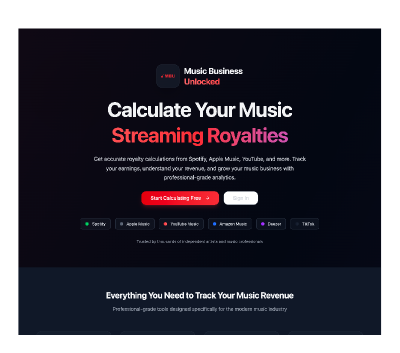 Music Business
Unlocked
Calculate Your Music
Streaming Royalties
Get accurate royalty calculations from Spotify, Apple Music, YouTube, and more. Track
your earnings, understand your revenue, and grow your music business with
professional-grade analytics.
Start Calculating Free → Sign In
Spotify Apple Music YouTube Music Amazon Music Deezer TikTok
Trusted by thousands of independent artists and music professionals
Everything You Need to Track Your Music Revenue
Professional-grade tools designed specifically for the modern music industry